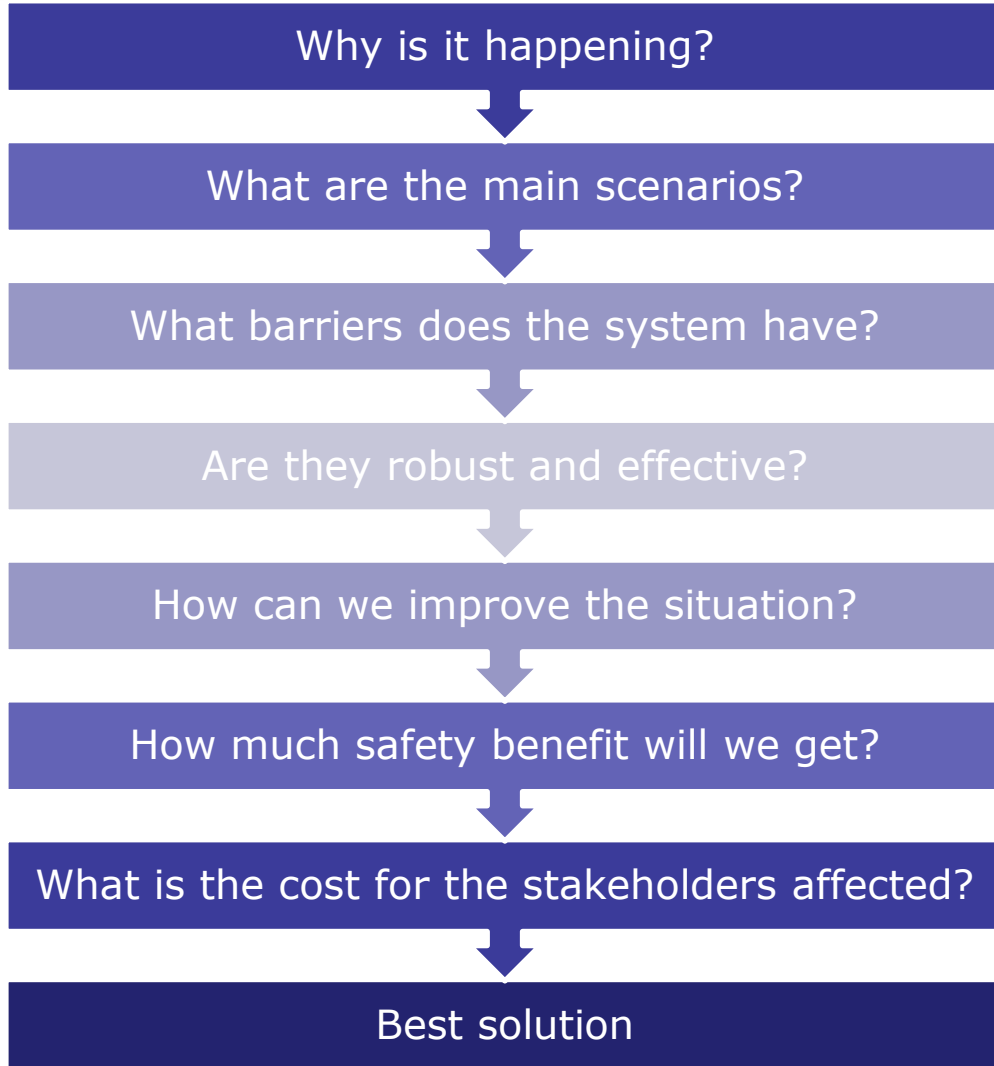 Why is it happening?
What are the main scenarios?
What barriers does the system have?
Are they robust and effective?
How can we improve the situation?
How much safety benefit will we get?
What is the cost for the stakeholders affected?
Best solution